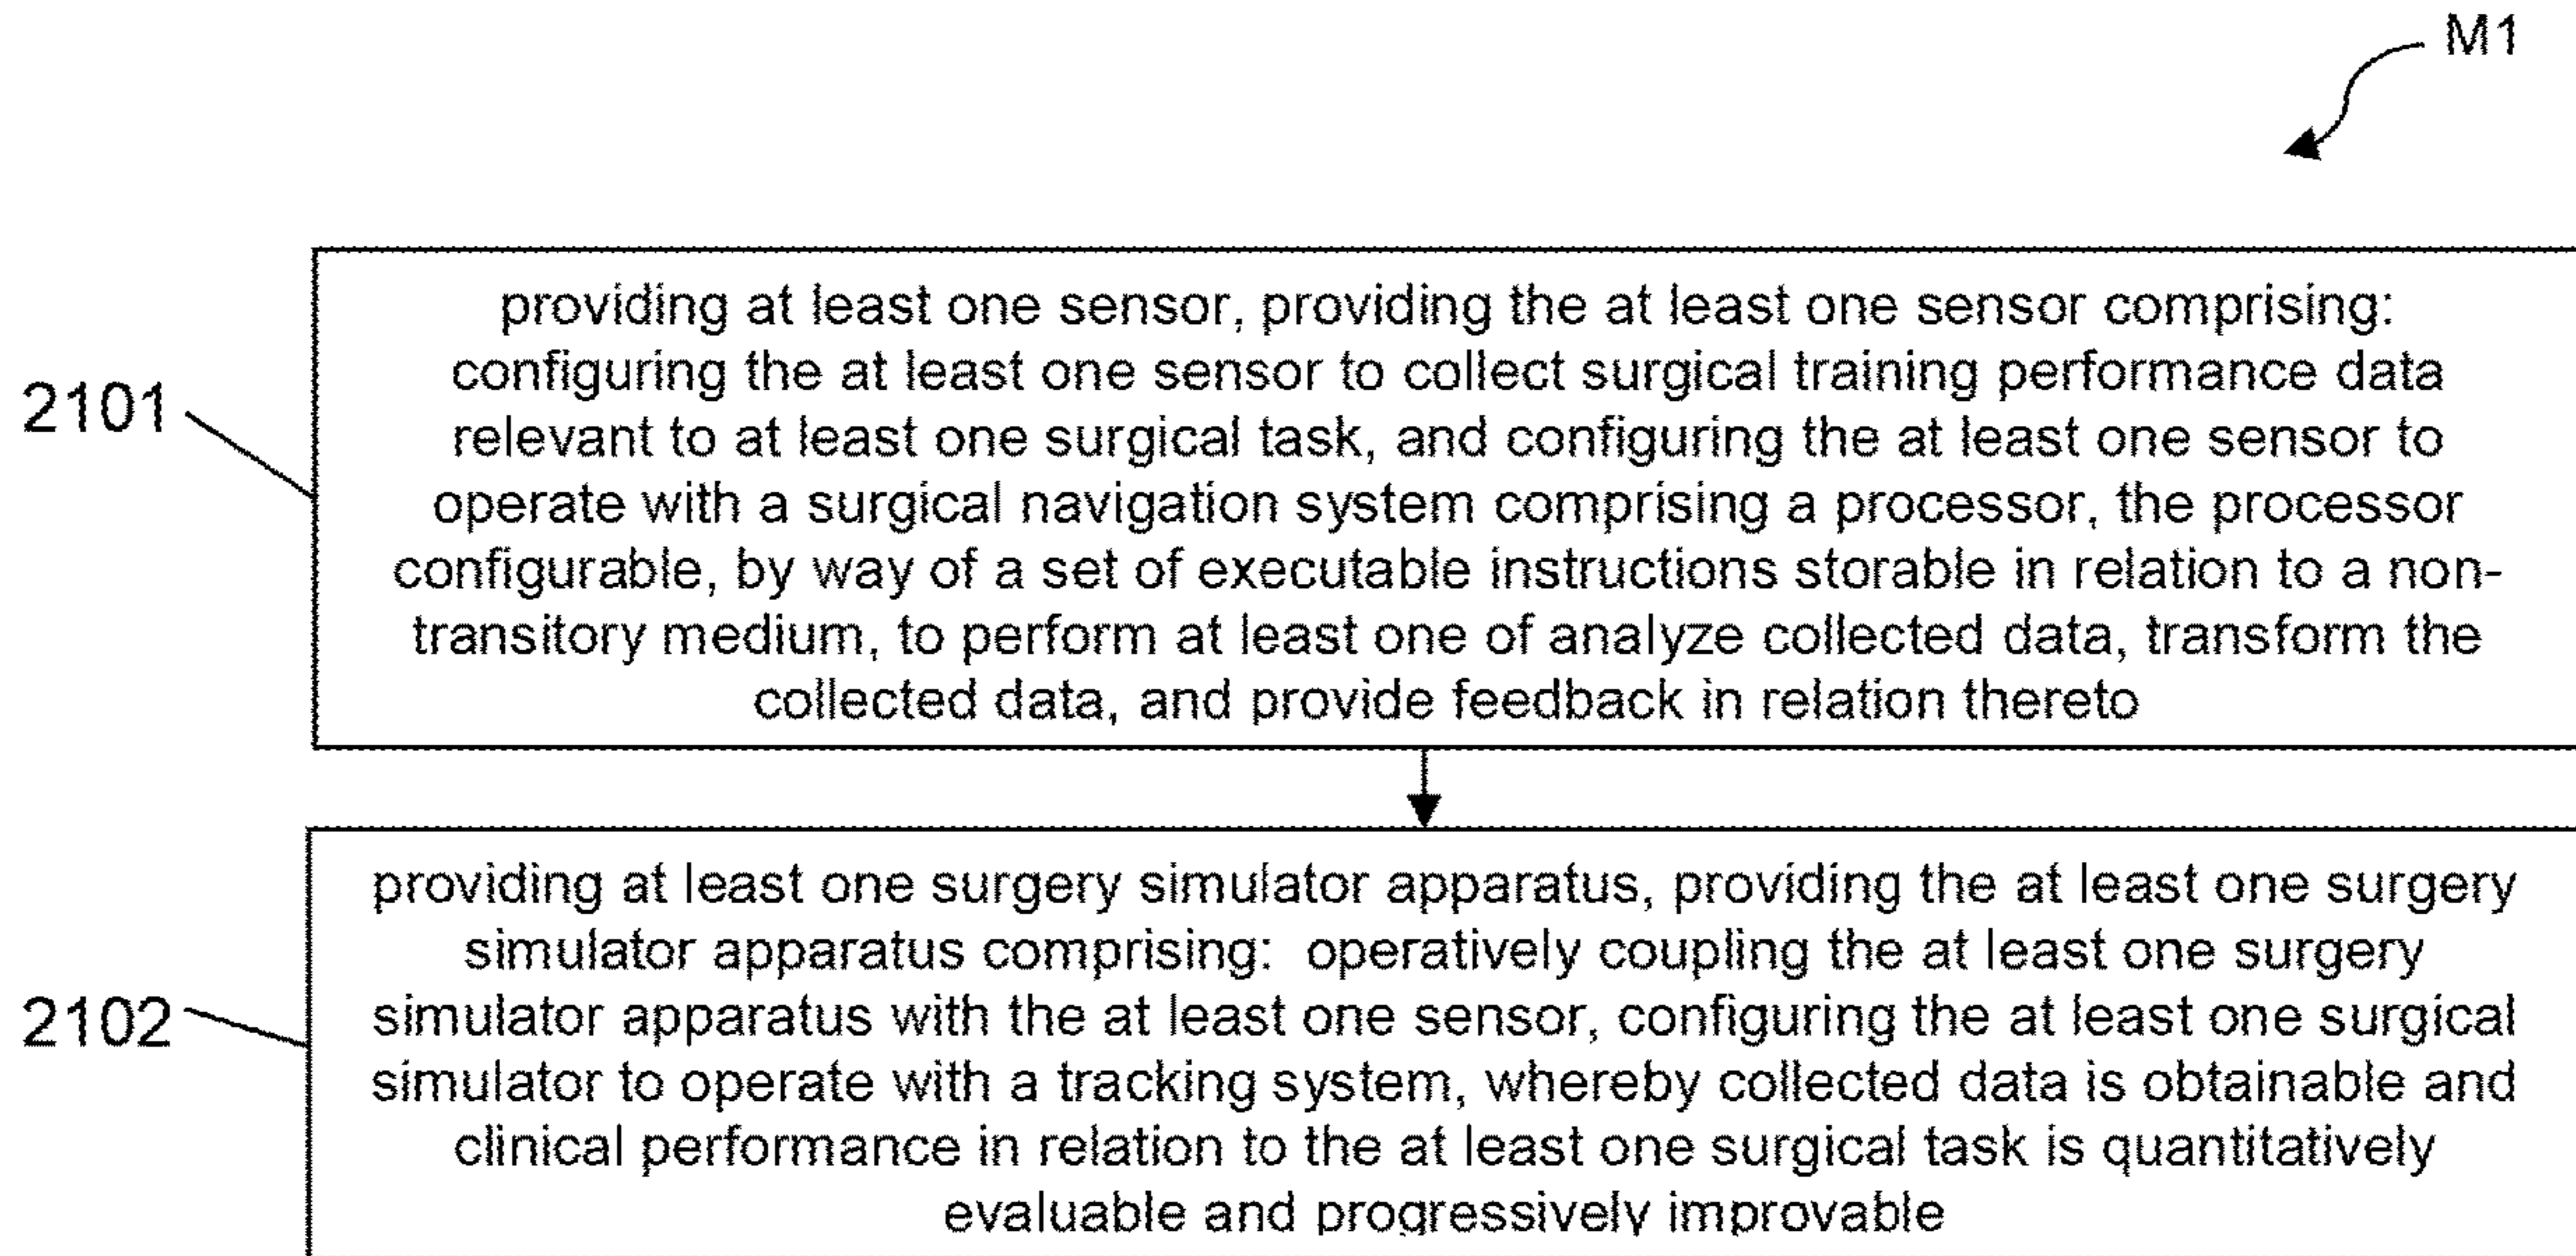 M1
providing at least one sensor, providing the at least one sensor comprising:
configuring the at least one sensor to collect surgical training performance data
2101
relevant to at least one surgical task, and configuring the at least one sensor to
operate with a surgical navigation system comprising a processor, the processor
configurable, by way of a set of executable instructions storable in relation to a non-
transitory medium, to perform at least one of analyze collected data, transform the
collected data, and provide feedback in relation thereto
providing at least one surgery simulator apparatus, providing the at least one surgery
simulator apparatus comprising:  operatively coupling the at least one surgery
2102
simulator apparatus with the at least one sensor, configuring the at least one surgical
simulator to operate with a tracking system, whereby collected data is obtainable and
clinical performance in relation to the at least one surgical task is quantitatively
evaluable and progressively improvable